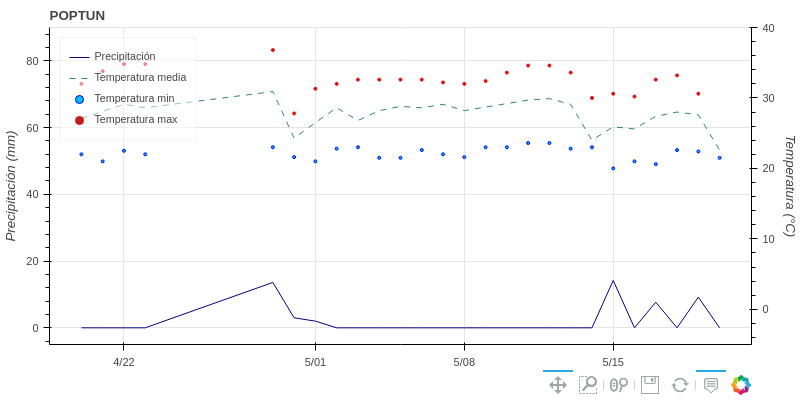 POPTUN
Precipitación
Temperatura media
Temperatura min
Temperatura max
Precipitación (mm)
80
60
40
20
0
Temperatura (°C)
40
30
20
10
0
4/22
5/01
5/08
5/15